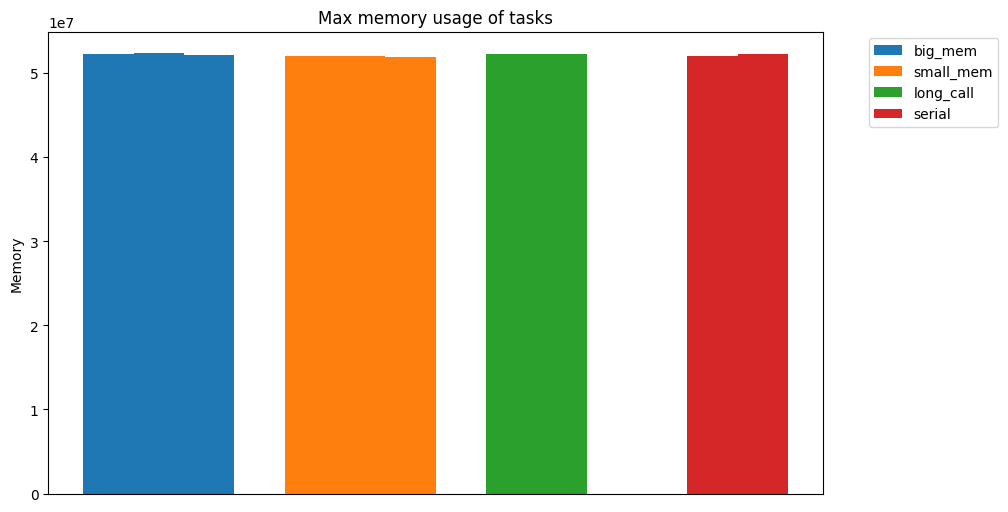 Max memory usage of tasks
1e7
Memory
5
4
3
2
1
0
big_mem
small_mem
long_call
serial